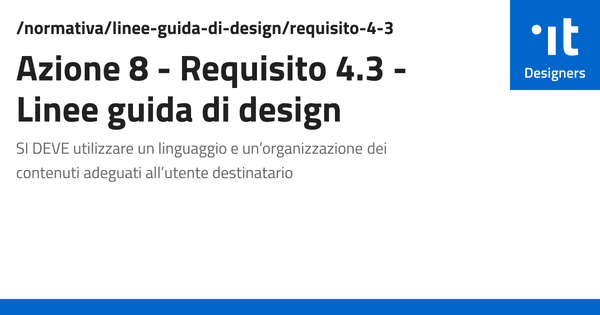 /normativa/linee-guida-di-design/requisito-4-3
Azione 8 - Requisito 4.3 -
Linee guida di design
SI DEVE utilizzare un linguaggio e un’organizzazione dei
contenuti adeguati all’utente destinatario
.it
Designers